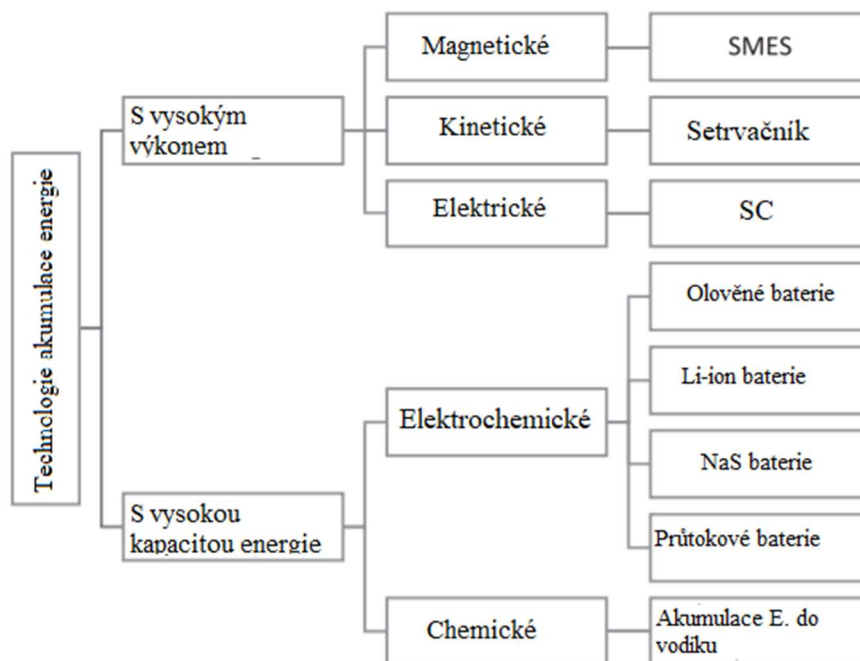 Technologie akumulace energie
S vysokým
výkonem
Magnetické
SMES
Kinetické
Setrvačník
Elektrické
SC
S vysokou
kapacitou energie
Elektrochemické
Olověné baterie
Li-ion baterie
NaS baterie
Průtokové baterie
Chemické
Akumulace E. do
vodíku